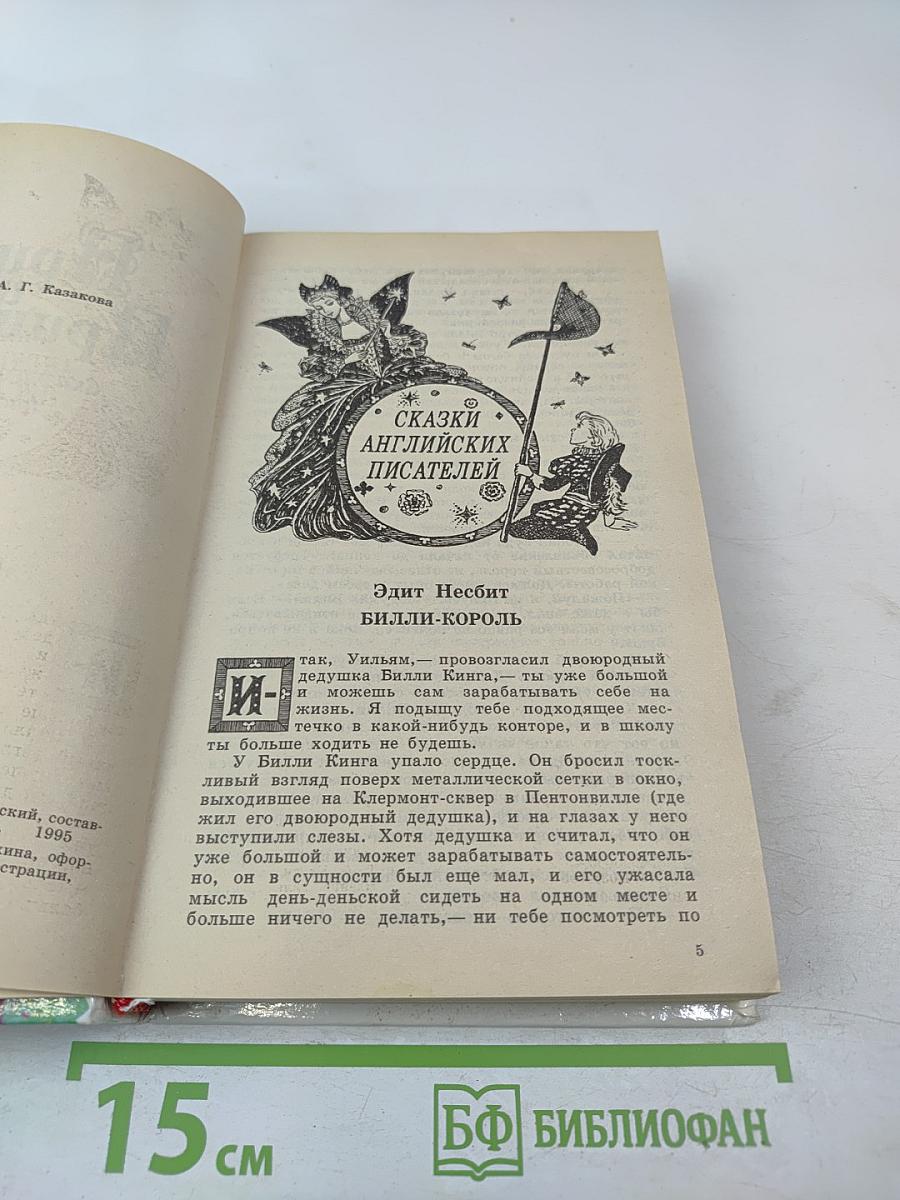 А. Г. Казакова
ский, состав-
1995
кина, офор-
страции,
СКАЗКИ
АНГЛИЙСКИХ
ПИСАТЕЛЕЙ
Эдит Несбит
БИЛЛИ-КОРОЛЬ
И-
так, Уильям,— провозгласил двоюродный
дедушка Билли Кинга,— ты уже большой
и можешь сам зарабатывать себе на
жизнь. Я подыщу тебе подходящее мес-
течко в какой-нибудь конторе, и в школу
ты больше ходить не будешь.
У Билли Кинга упало сердце. Он бросил тоск-
ливый взгляд поверх металлической сетки в окно,
выходившее на Клермонт-сквер в Пентонвилле (где
жил его двоюродный дедушка), и на глазах у него
выступили слезы. Хотя дедушка и считал, что он
уже большой и может зарабатывать самостоятель-
но, он в сущности был еще мал, и его ужасала
мысль день-деньской сидеть на одном месте и
больше ничего не делать,— ни тебе посмотреть по
5
15 см
БФ БИБЛИОФАН